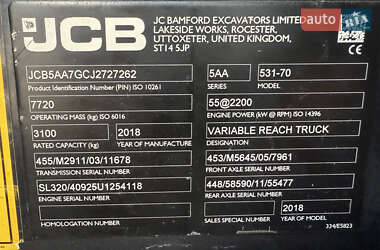 JCB
JC BAMFORD EXCAVATORS LIMITED
LAKESIDE WORKS, ROCESTER,
UTTOXETER, UNITED KINGDOM,
ST14 5JP
RIA
JCB5AA7GCJ2727262
Product Identification Number (PIN) ISO 10261
5AA
531-70
SERIES
MODEL
7720
OPERATING MASS (kg) ISO 6016
55@2200
ENGINE POWER (kW @ RPM) ISO 14396
3100
2018
RATED CAPACITY (kg)
YEAR OF MANUFACTURE
VARIABLE REACH TRUCK
455/M2911/03/11678
TRANSMISSION SERIAL NUMBER
453/M5645/05/7961
FRONT AXLE SERIAL NUMBER
SL320/40925U1254118
ENGINE SERIAL NUMBER
448/58590/11/55477
REAR AXLE SERIAL NUMBER
HOMOLOGATION NUMBER
2018
SALES SPECIAL NUMBER
YEAR OF MODEL
334/E5823